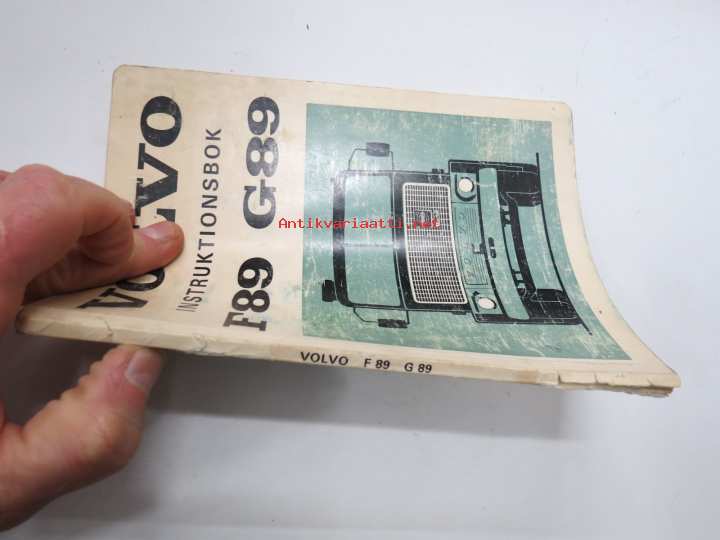 VOLVO
INSTRUKTIONSBOK
F89 G89
Antikvariaatti.net
VOLVO F 89 G 89